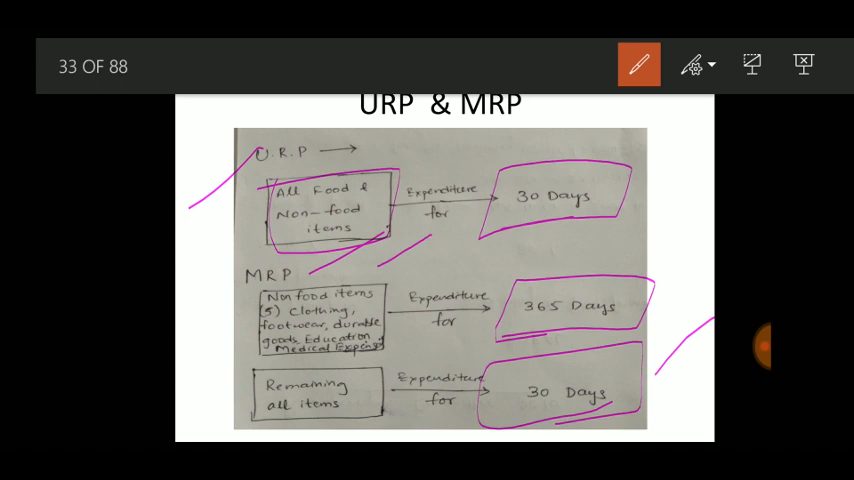 33 OF 88
URP & MRP
U.R.P
All Food &
Non-food
items
Expenditure
for
30 Days
MRP
Non food items
(5) Clothing,
footwear, durable
goods, Education
Medical Expenses
Expenditure
for
365 Days
Remaining
all items
Expenditure
for
30 Days